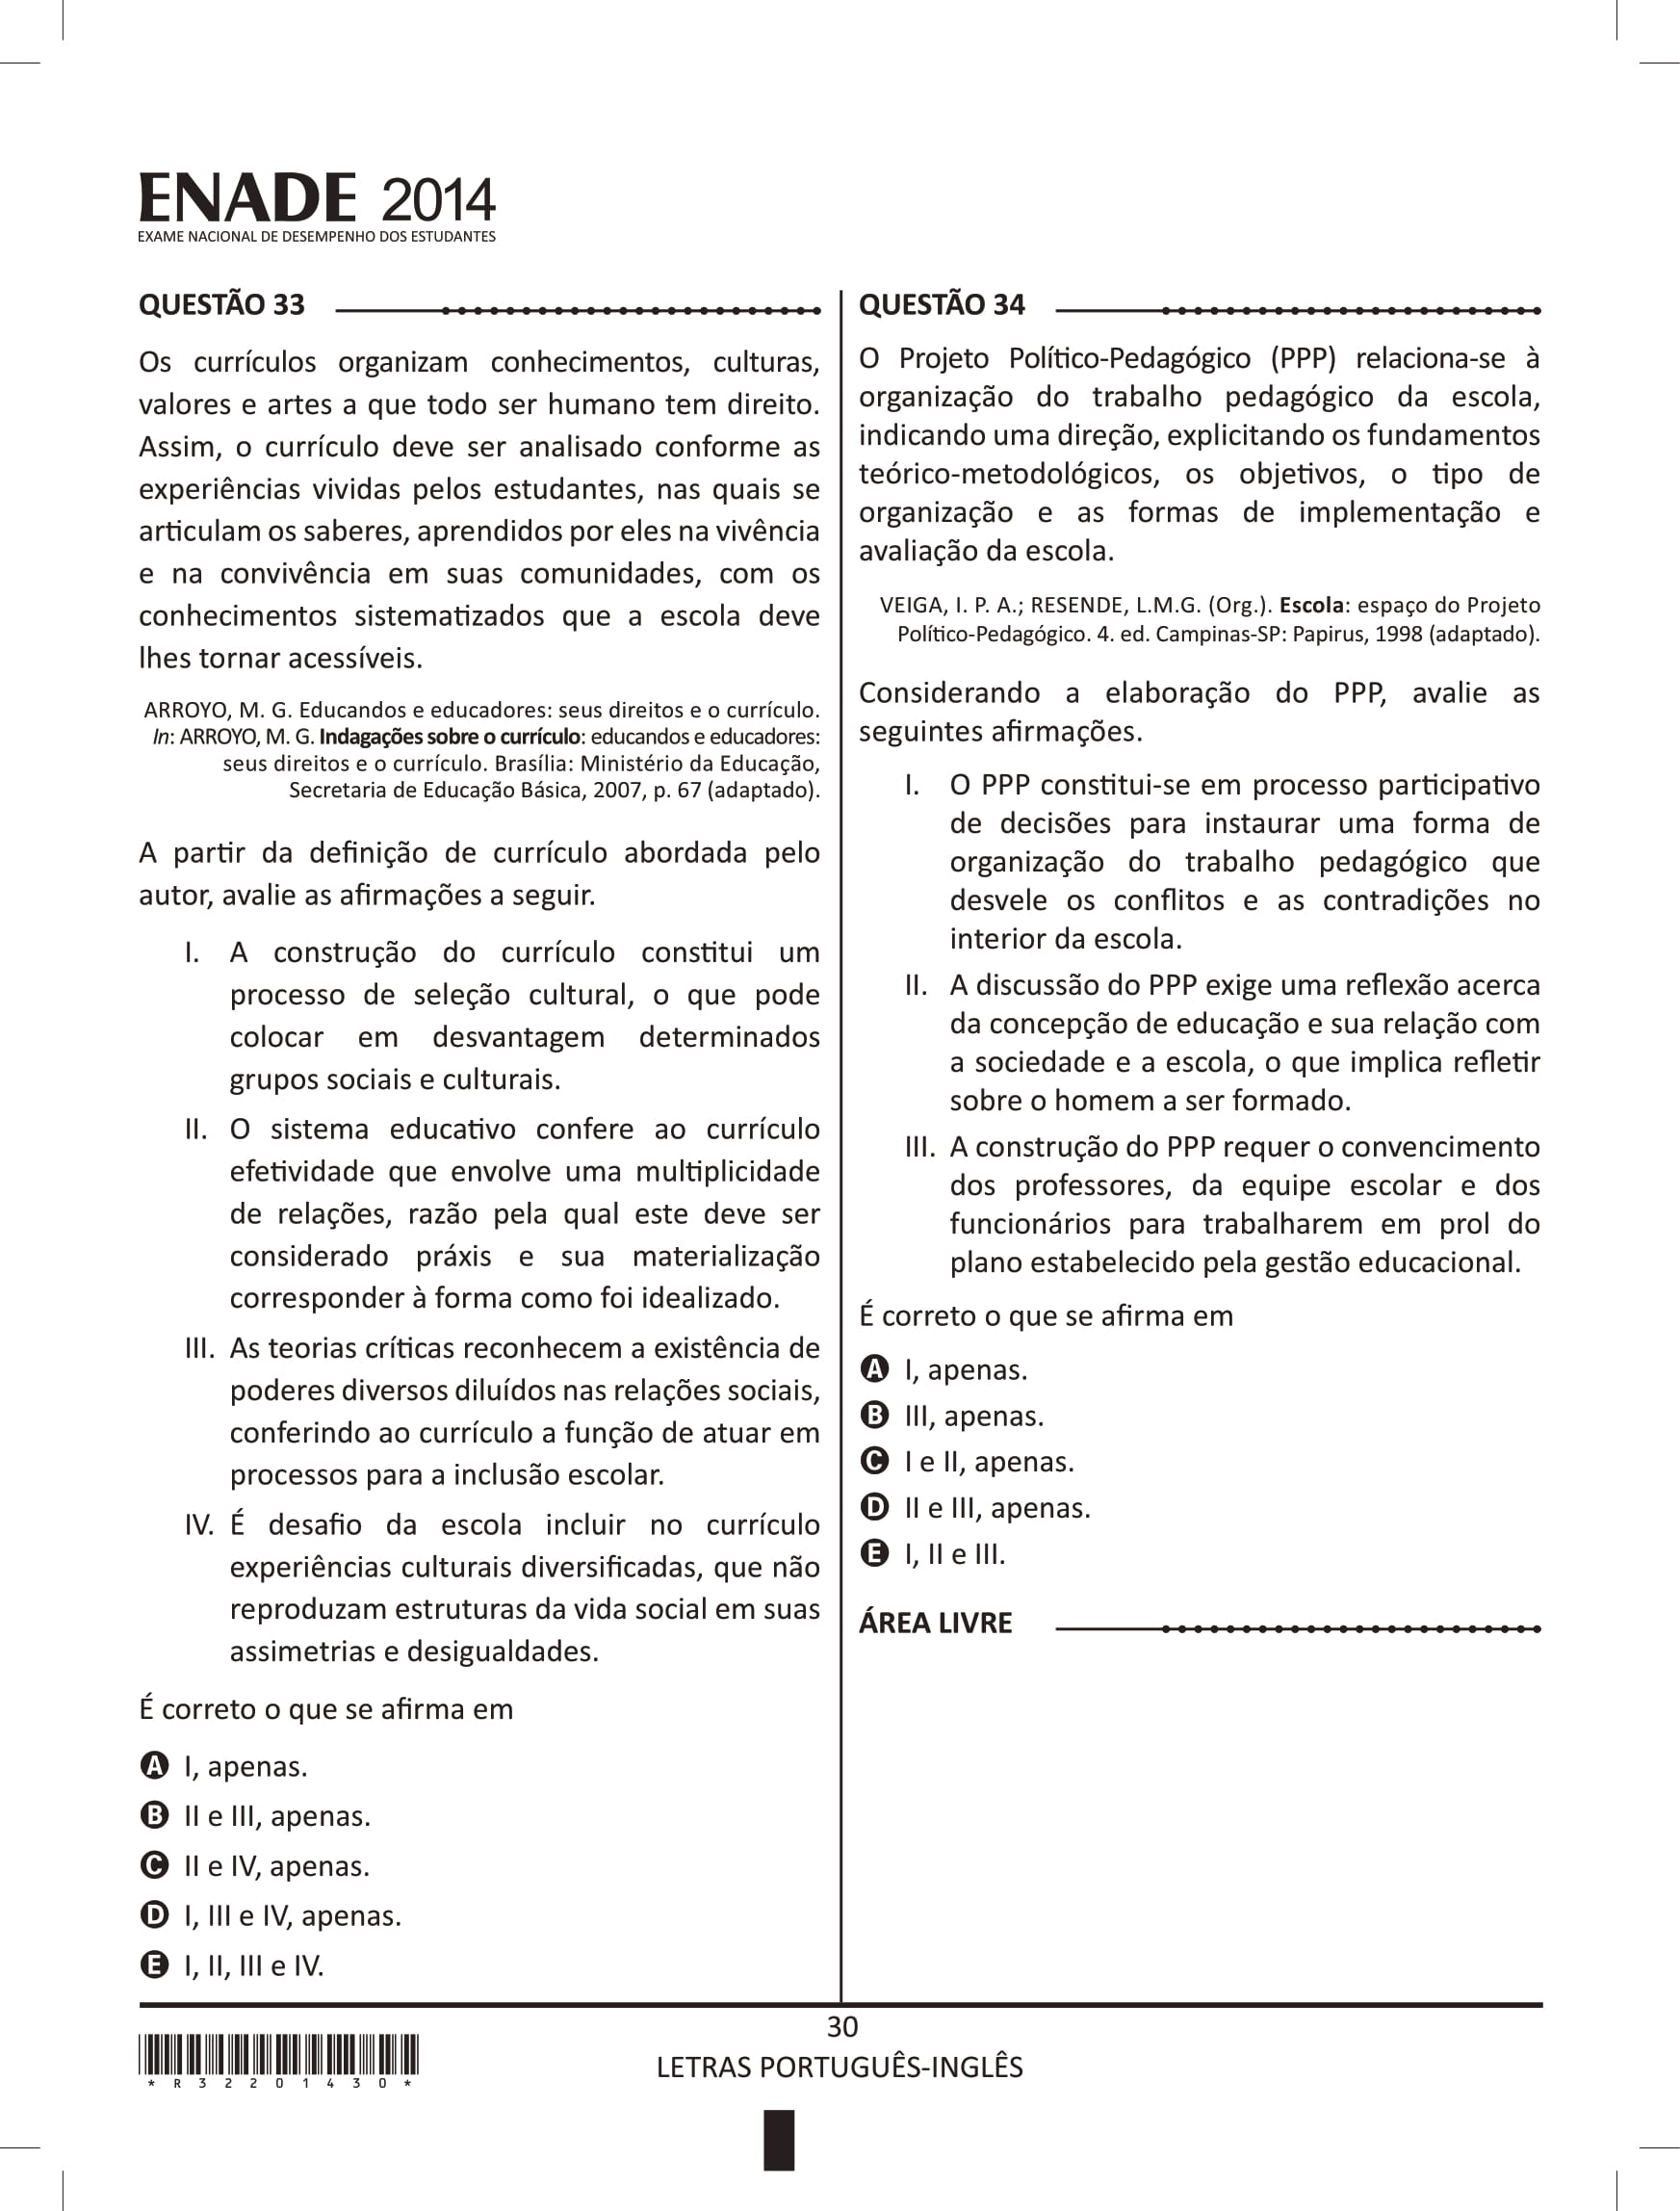 ENADE 2014
EXAME NACIONAL DE DESEMPENHO DOS ESTUDANTES
QUESTÃO 33
Os currículos organizam conhecimentos, culturas,
valores e artes a que todo ser humano tem direito.
Assim, o currículo deve ser analisado conforme as
experiências vividas pelos estudantes, nas quais se
articulam os saberes, aprendidos por eles na vivência
e na convivência em suas comunidades, com os
conhecimentos sistematizados que a escola deve
lhes tornar acessíveis.
ARROYO, M. G. Educandos e educadores: seus direitos e o currículo.
In: ARROYO, M. G. Indagações sobre o currículo: educandos e educadores:
seus direitos e o currículo. Brasília: Ministério da Educação,
Secretaria de Educação Básica, 2007, p. 67 (adaptado).
A partir da definição de currículo abordada pelo
autor, avalie as afirmações a seguir.
I. A construção do currículo constitui um
processo de seleção cultural, o que pode
colocar em desvantagem determinados
grupos sociais e culturais.
II. O sistema educativo confere ao currículo
efetividade que envolve uma multiplicidade
de relações, razão pela qual este deve ser
considerado práxis e sua materialização
corresponder à forma como foi idealizado.
III. As teorias críticas reconhecem a existência de
poderes diversos diluídos nas relações sociais,
conferindo ao currículo a função de atuar em
processos para a inclusão escolar.
IV. É desafio da escola incluir no currículo
experiências culturais diversificadas, que não
reproduzam estruturas da vida social em suas
assimetrias e desigualdades.
É correto o que se afirma em
A I, apenas.
B II e III, apenas.
C II e IV, apenas.
D I, III e IV, apenas.
E I, II, III e IV.
QUESTÃO 34
O Projeto Político-Pedagógico (PPP) relaciona-se à
organização do trabalho pedagógico da escola,
indicando uma direção, explicitando os fundamentos
teórico-metodológicos, os objetivos, o tipo de
organização e as formas de implementação e
avaliação da escola.
VEIGA, I. P. A.; RESENDE, L.M.G. (Org.). Escola: espaço do Projeto
Político-Pedagógico. 4. ed. Campinas-SP: Papirus, 1998 (adaptado).
Considerando a elaboração do PPP, avalie as
seguintes afirmações.
I. O PPP constitui-se em processo participativo
de decisões para instaurar uma forma de
organização do trabalho pedagógico que
desvele os conflitos e as contradições no
interior da escola.
II. A discussão do PPP exige uma reflexão acerca
da concepção de educação e sua relação com
a sociedade e a escola, o que implica refletir
sobre o homem a ser formado.
III. A construção do PPP requer o convencimento
dos professores, da equipe escolar e dos
funcionários para trabalharem em prol do
plano estabelecido pela gestão educacional.
É correto o que se afirma em
A I, apenas.
B III, apenas.
C I e II, apenas.
D II e III, apenas.
E I, II e III.
ÁREA LIVRE
30
LETRAS PORTUGUÊS-INGLÊS
* R 3 2 2 0 1 4 3 0 *